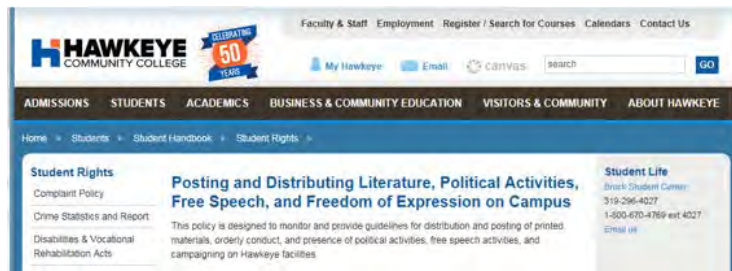 Faculty & Staff Employment Register / Search for Courses Calendars Contact Us
HAWKEYE
COMMUNITY COLLEGE
CELEBRATING
50
YEARS
My Hawkeye Email canvas search GO
ADMISSIONS STUDENTS ACADEMICS BUSINESS & COMMUNITY EDUCATION VISITORS & COMMUNITY ABOUT HAWKEYE
Home » Students » Student Handbook » Student Rights »
Student Rights
Complaint Policy
Crime Statistics and Report
Disabilities & Vocational
Rehabilitation Acts
Posting and Distributing Literature, Political Activities,
Free Speech, and Freedom of Expression on Campus
This policy is designed to monitor and provide guidelines for distribution and posting of printed
materials, orderly conduct, and presence of political activities, free speech activities, and
campaigning on Hawkeye facilities.
Student Life
Brock Student Center
319-296-4027
1-800-670-4769 ext 4027
Email us